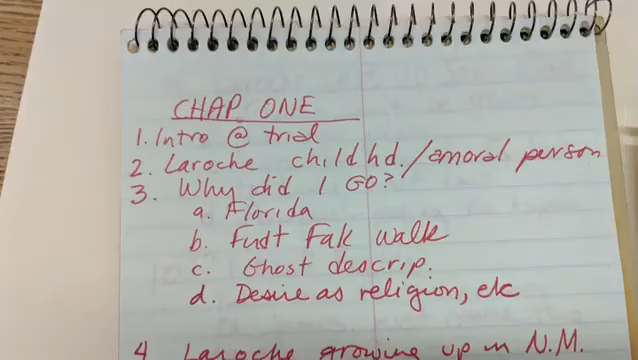 CHAP ONE
1. Intro @ trial
2. Laroche childhd./amoral person
3. Why did I GO?
a. Florida
b. Fak walk
c. Ghost descrip.
d. Desire as religion, etc
4 Laroche growing up in N.M.